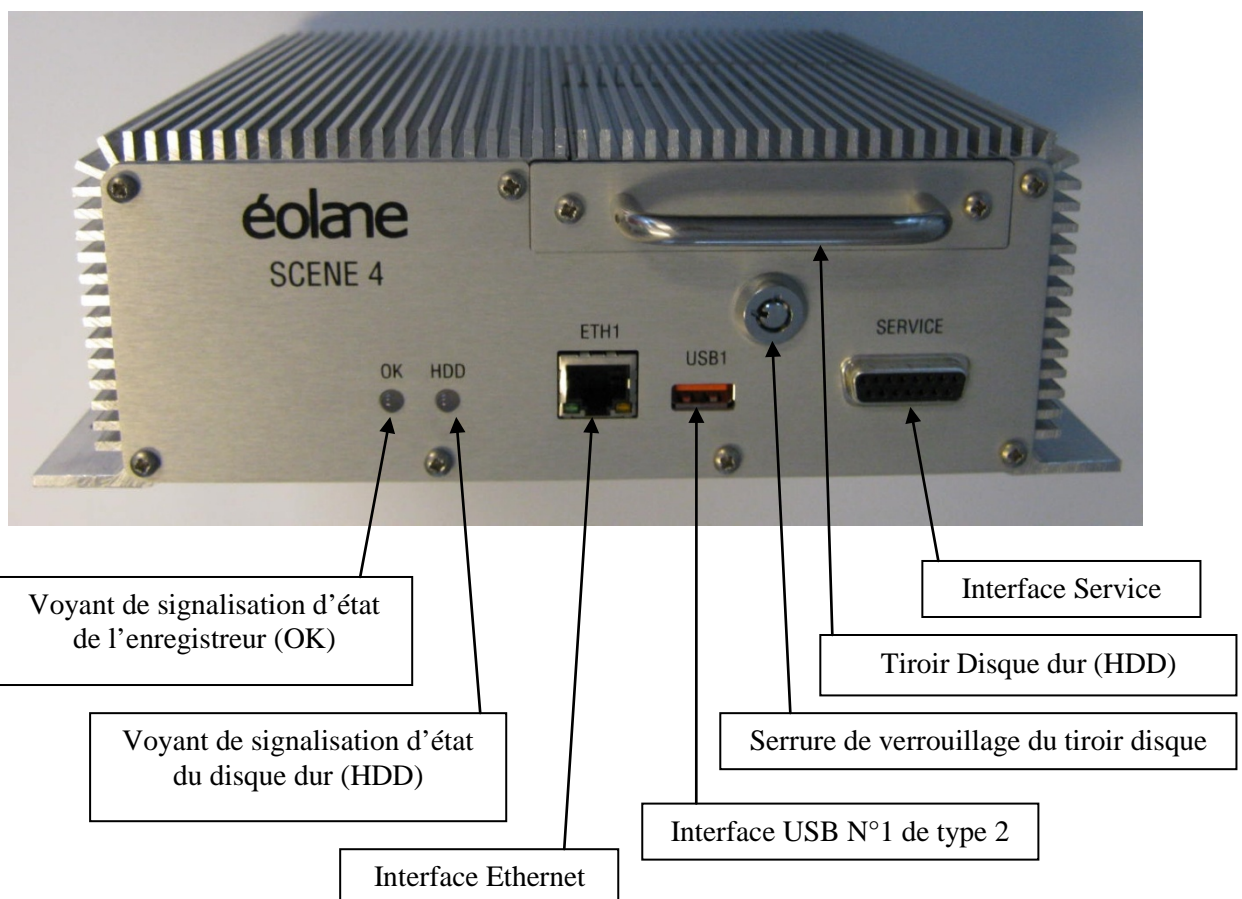 éolane
SCENE 4
ETH1
SERVICE
USB1
OK HDD
Interface Service
Voyant de signalisation d’état
de l’enregistreur (OK)
Tiroir Disque dur (HDD)
Voyant de signalisation d’état
du disque dur (HDD)
Serrure de verrouillage du tiroir disque
Interface USB N°1 de type 2
Interface Ethernet